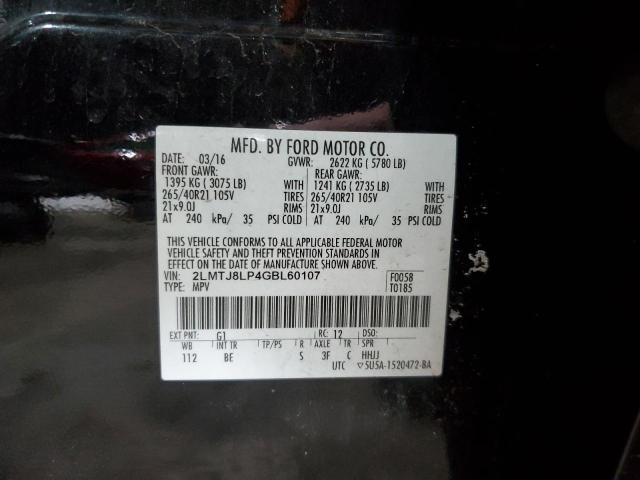 MFD. BY FORD MOTOR CO.
DATE: 03/16 GVWR: 2622 KG ( 5780 LB)
FRONT GAWR: REAR GAWR:
1395 KG ( 3075 LB) WITH 1241 KG ( 2735 LB) WITH
265/40R21 105V TIRES 265/40R21 105V TIRES
21x9.0J RIMS 21x9.0J RIMS
AT 240 kPa/ 35 PSI COLD AT 240 kPa/ 35 PSI COLD
THIS VEHICLE CONFORMS TO ALL APPLICABLE FEDERAL MOTOR
VEHICLE SAFETY AND THEFT PREVENTION STANDARDS IN
EFFECT ON THE DATE OF MANUFACTURE SHOWN ABOVE.
VIN: 2LMTJ8LP4GBL60107 F0058
TYPE: MPV T0185
EXT PNT: G1 RC: 12 DSO:
WB INT TR TP/PS R AXLE TR SPR
112 BE S 3F C HHJJ
UTC ▽5U5A-1520472-BA